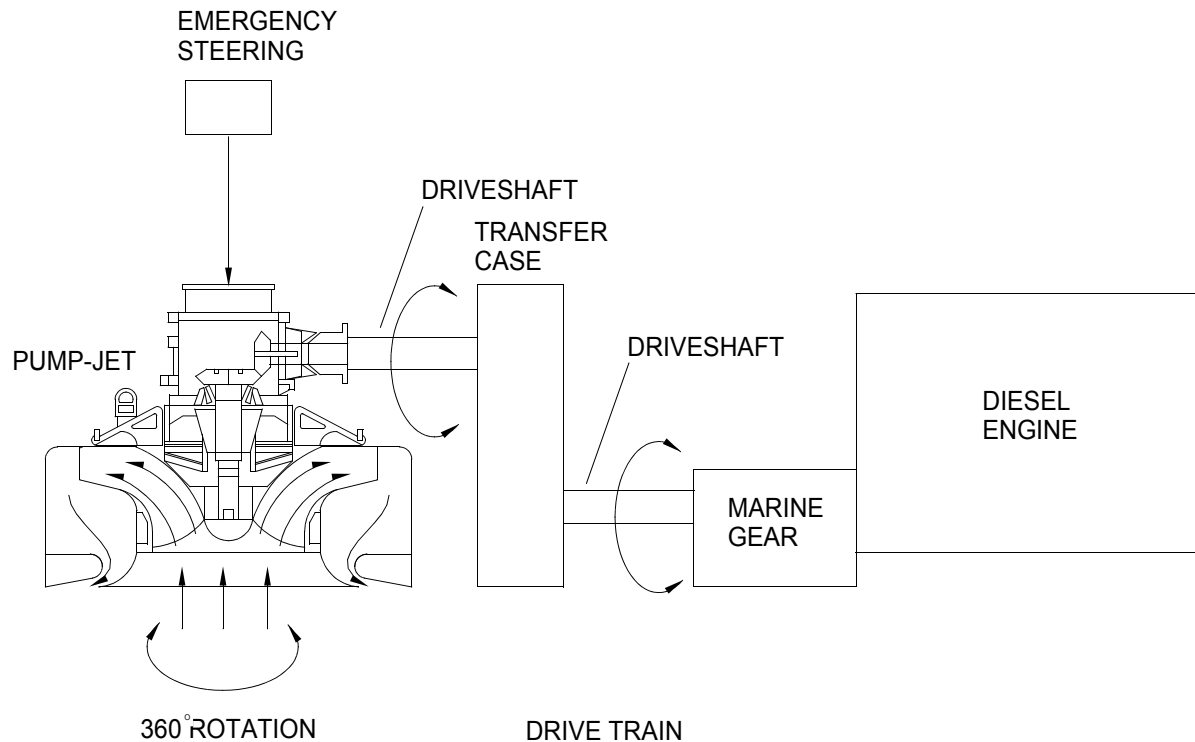 EMERGENCY
STEERING
DRIVESHAFT
TRANSFER
CASE
PUMP-JET
DRIVESHAFT
DIESEL
ENGINE
MARINE
GEAR
360°ROTATION
DRIVE TRAIN